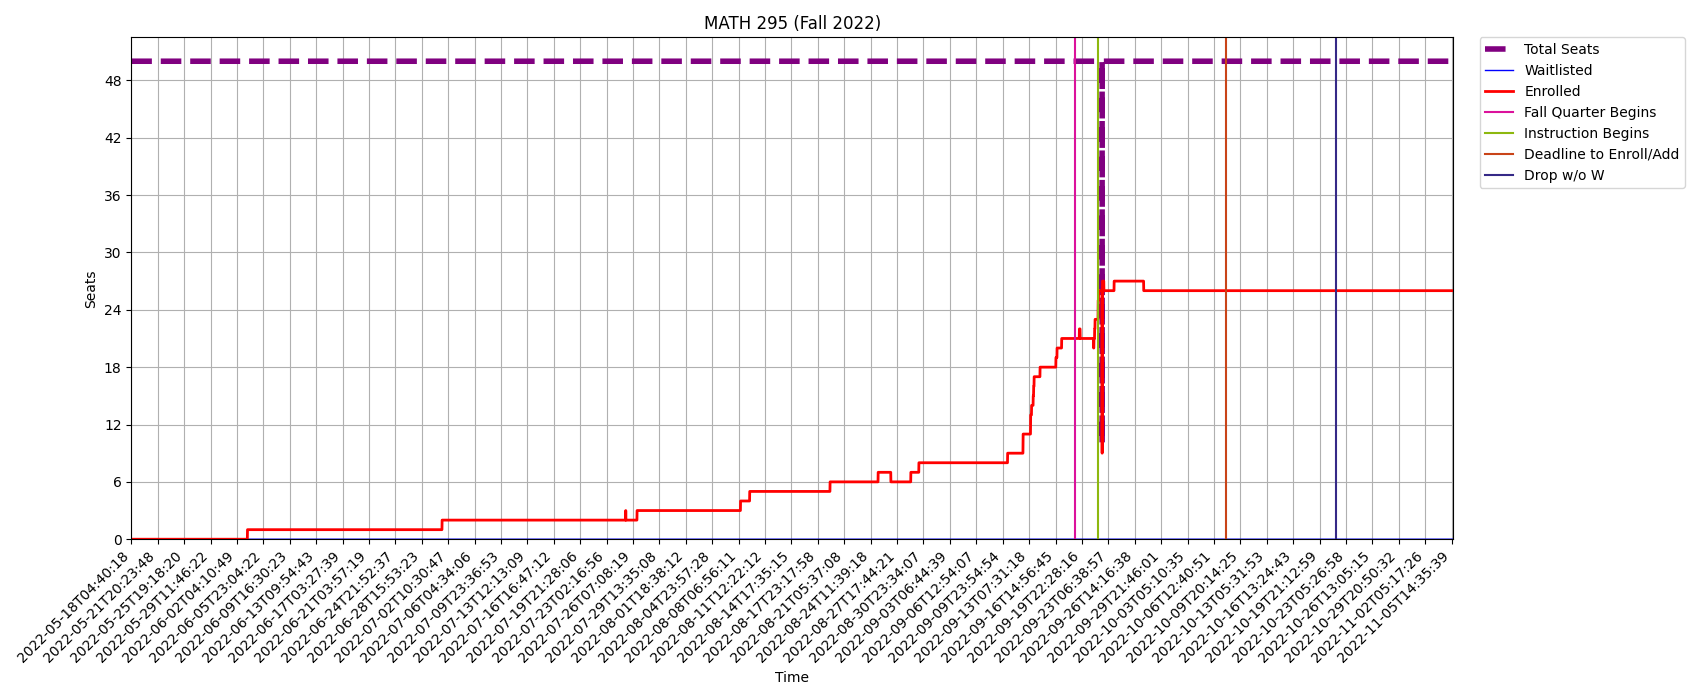 MATH 295 (Fall 2022)
Total Seats
Waitlisted
Enrolled
Fall Quarter Begins
Instruction Begins
Deadline to Enroll/Add
Drop w/o W
Seats
48
42
36
30
24
18
12
6
0
2022-05-18T04:40:18
2022-05-21T20:23:48
2022-05-25T19:18:20
2022-05-29T11:46:22
2022-06-02T04:10:49
2022-06-05T23:04:22
2022-06-09T16:30:23
2022-06-13T09:54:43
2022-06-17T03:27:39
2022-06-21T03:57:19
2022-06-24T21:52:37
2022-06-28T15:53:23
2022-07-02T10:30:47
2022-07-06T04:34:06
2022-07-09T23:36:53
2022-07-13T12:13:09
2022-07-16T16:47:12
2022-07-19T21:28:06
2022-07-23T02:16:56
2022-07-26T07:08:19
2022-07-29T13:35:08
2022-08-01T18:38:12
2022-08-04T23:57:28
2022-08-08T06:56:11
2022-08-11T12:22:12
2022-08-14T17:35:15
2022-08-17T23:17:58
2022-08-21T05:37:08
2022-08-24T11:39:18
2022-08-27T17:44:21
2022-08-30T23:34:07
2022-09-03T06:44:39
2022-09-06T12:54:07
2022-09-09T23:54:54
2022-09-13T07:31:18
2022-09-16T14:56:45
2022-09-19T22:28:16
2022-09-23T06:38:57
2022-09-26T14:16:38
2022-09-29T21:46:01
2022-10-03T05:10:35
2022-10-06T12:40:51
2022-10-09T20:14:25
2022-10-13T05:31:53
2022-10-16T13:24:43
2022-10-19T21:12:59
2022-10-23T05:26:58
2022-10-26T13:05:15
2022-10-29T20:50:32
2022-11-02T05:17:26
2022-11-05T14:35:39
Time